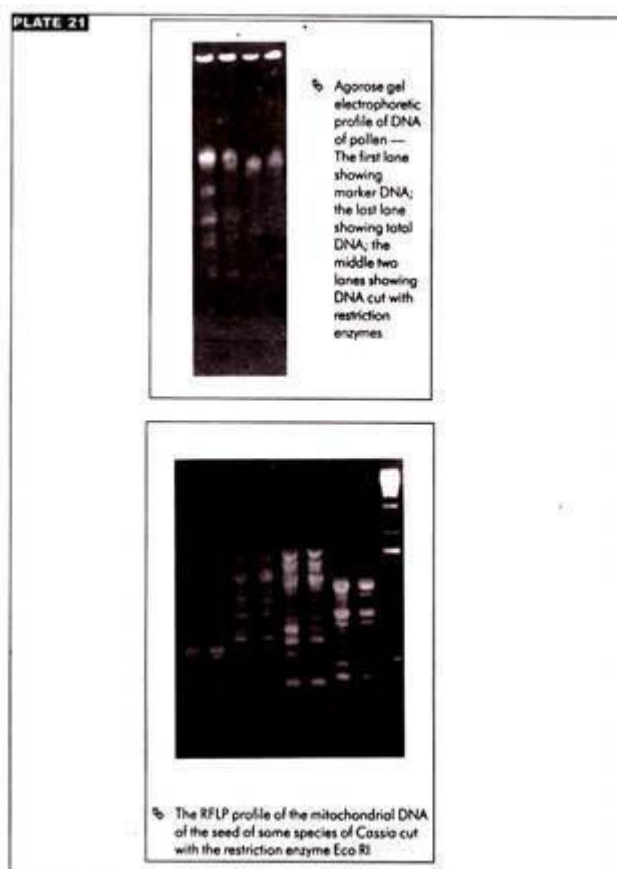 PLATE 21
Agarose gel
electrophoretic
profile of DNA
of pollen —
The first lane
showing
marker DNA;
the last lane
showing total
DNA; the
middle two
lanes showing
DNA cut with
restriction
enzymes
The RFLP profile of the mitochondrial DNA
of the seed of some species of Cassia cut
with the restriction enzyme Eco RI